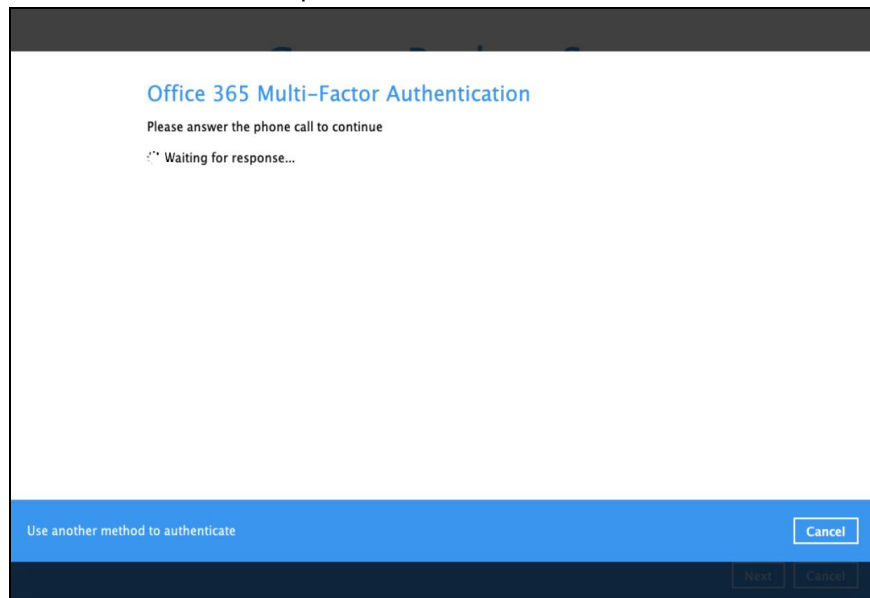 Office 365 Multi-Factor Authentication
Please answer the phone call to continue
Waiting for response...
Use another method to authenticate
Cancel
Next
Cancel